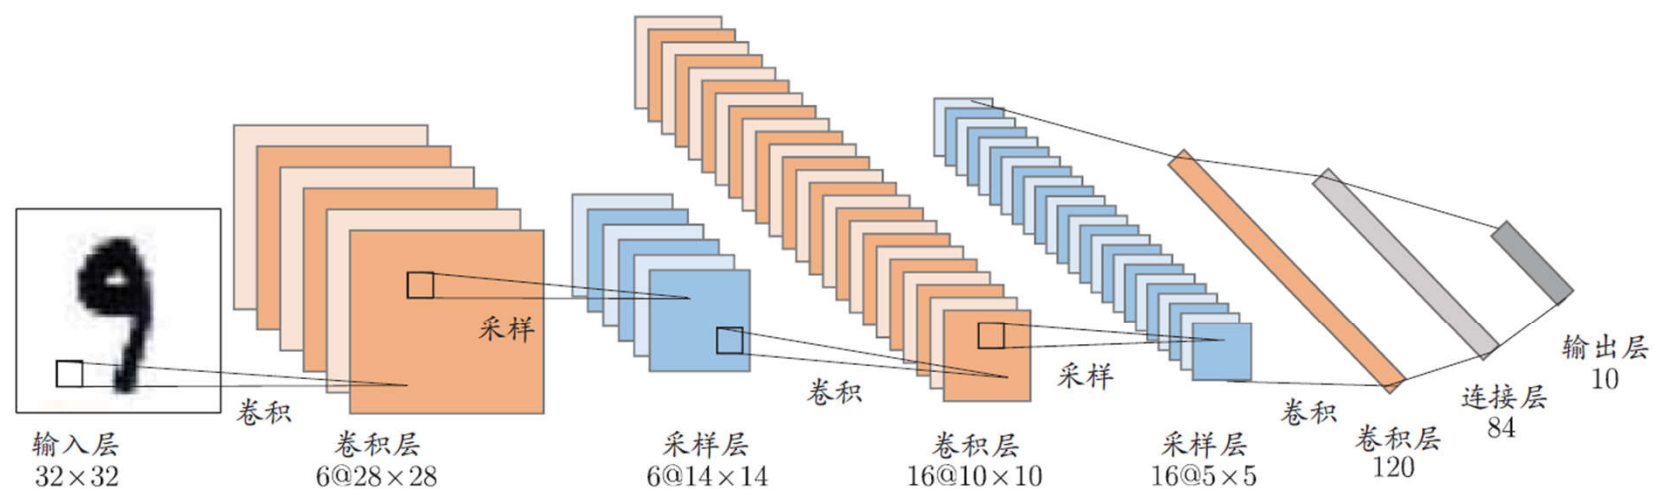 采样
卷积
卷积
采样
卷积
输入层
32×32
卷积层
6@28×28
采样层
6@14×14
卷积层
16@10×10
采样层
16@5×5
卷积层
120
连接层
84
输出层
10